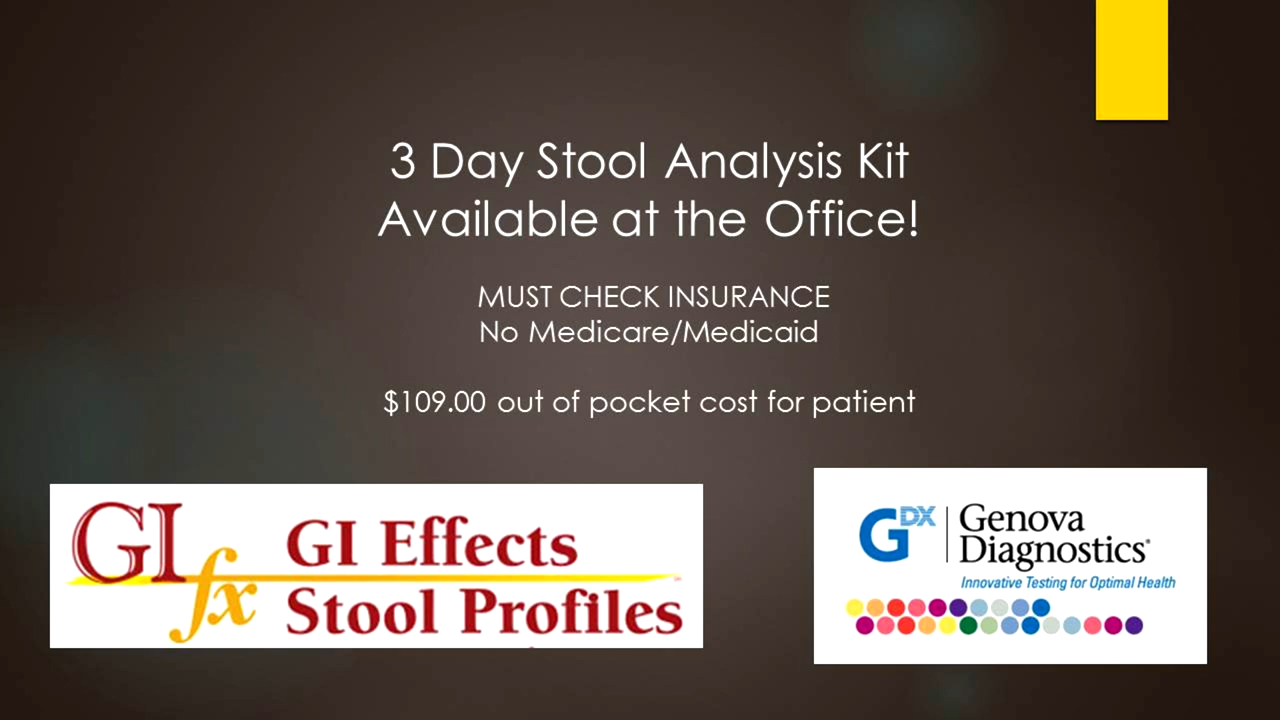 3 Day Stool Analysis Kit
Available at the Office!
MUST CHECK INSURANCE
No Medicare/Medicaid
$109.00 out of pocket cost for patient
GI fx
GI Effects
Stool Profiles
GDX
Genova
Diagnostics®
Innovative Testing for Optimal Health